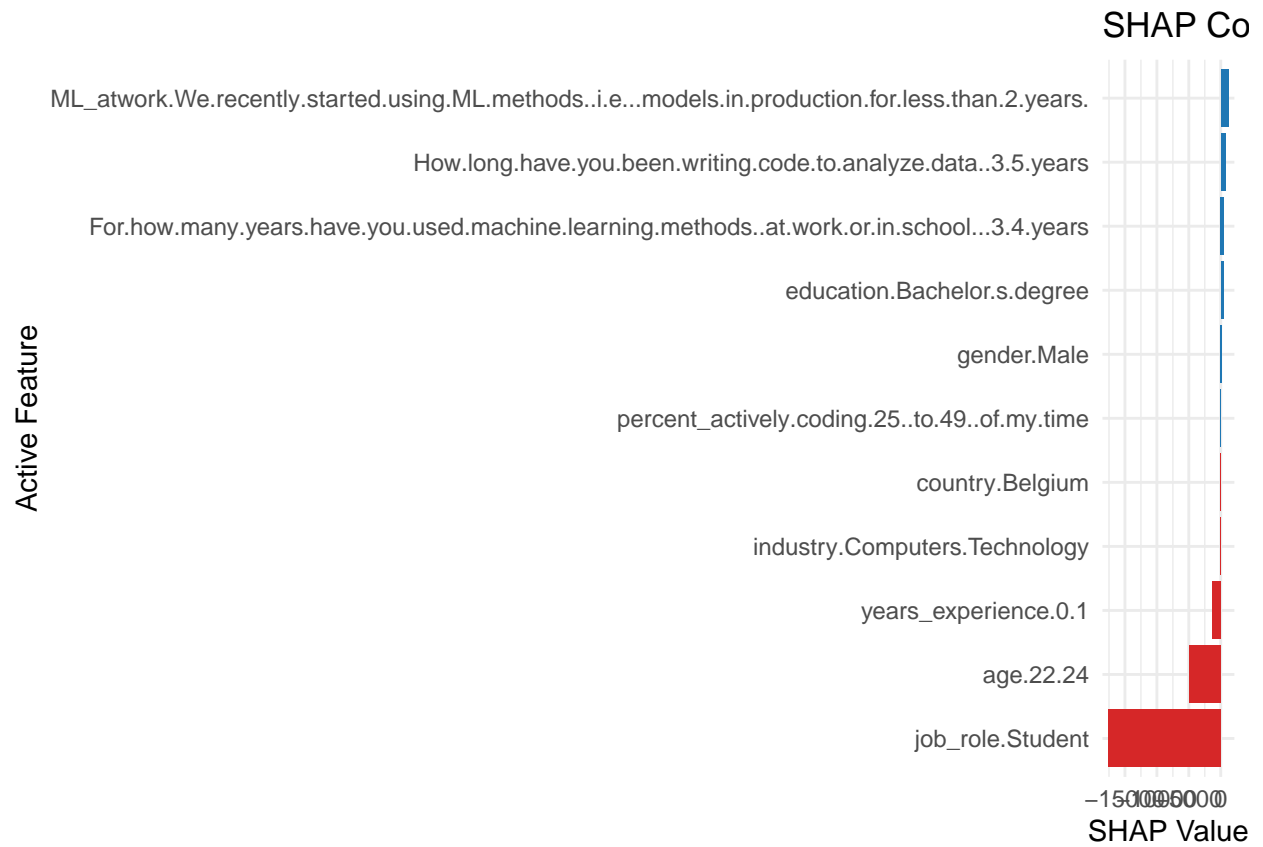 SHAP Co
ML_atwork.We.recently.started.using.ML.methods..i.e...models.in.production.for.less.than.2.years.
How.long.have.you.been.writing.code.to.analyze.data..3.5.years
For.how.many.years.have.you.used.machine.learning.methods..at.work.or.in.school...3.4.years
education.Bachelor.s.degree
gender.Male
percent_actively.coding.25..to.49..of.my.time
country.Belgium
industry.Computers.Technology
years_experience.0.1
age.22.24
job_role.Student
Active Feature
−15000 −10000 −5000 0
SHAP Value